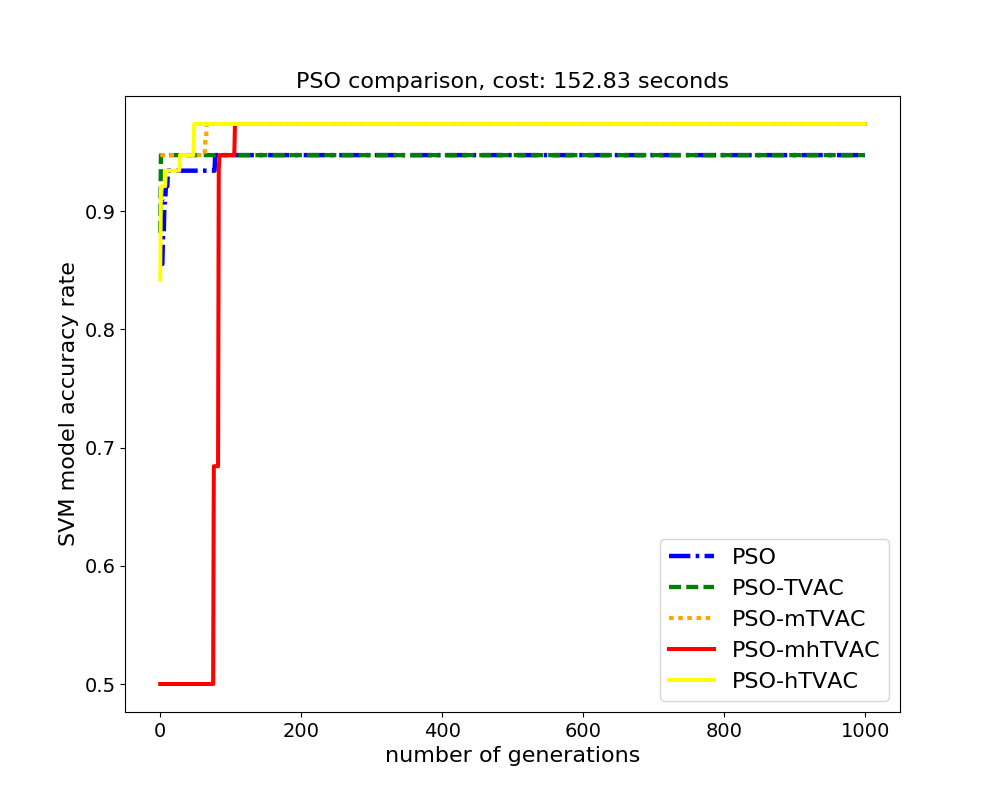 PSO comparison, cost: 152.83 seconds
SVM model accuracy rate
0.9
0.8
0.7
0.6
0.5
0
200
400
600
800
1000
number of generations
PSO
PSO-TVAC
PSO-mTVAC
PSO-mhTVAC
PSO-hTVAC